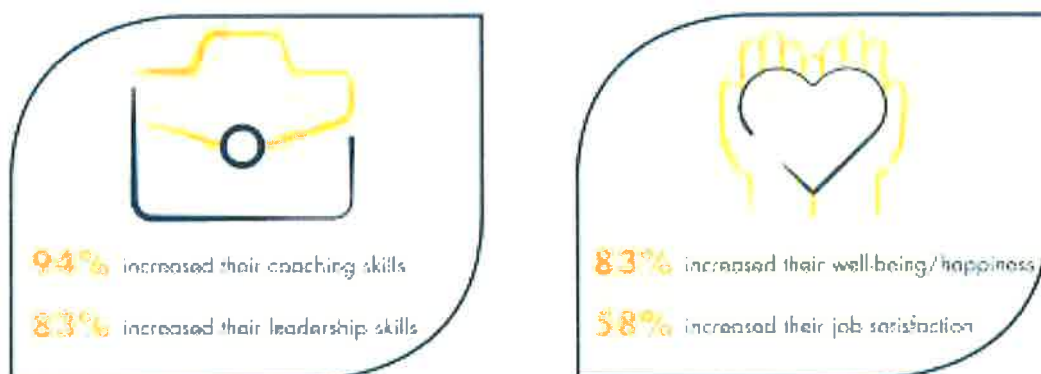 94% increased their coaching skills
83% increased their leadership skills
83% increased their well-being/happiness
58% increased their job satisfaction